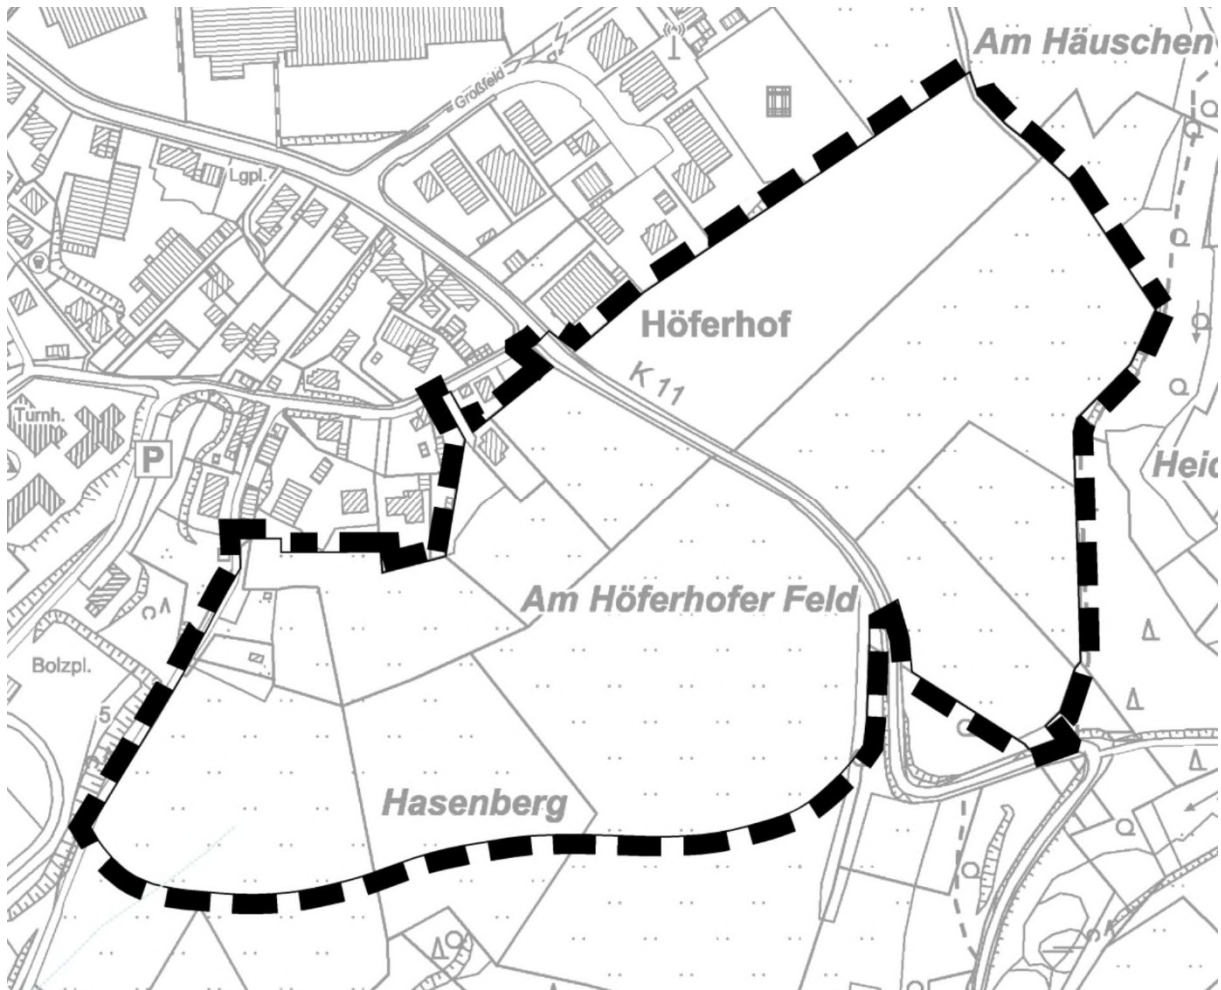 Am Häuschen
Großfeld
Lgpl.
Höferhof
K 11
Turnh.
P
Heid
Am Höferhofer Feld
Bolzpl.
5
Hasenberg